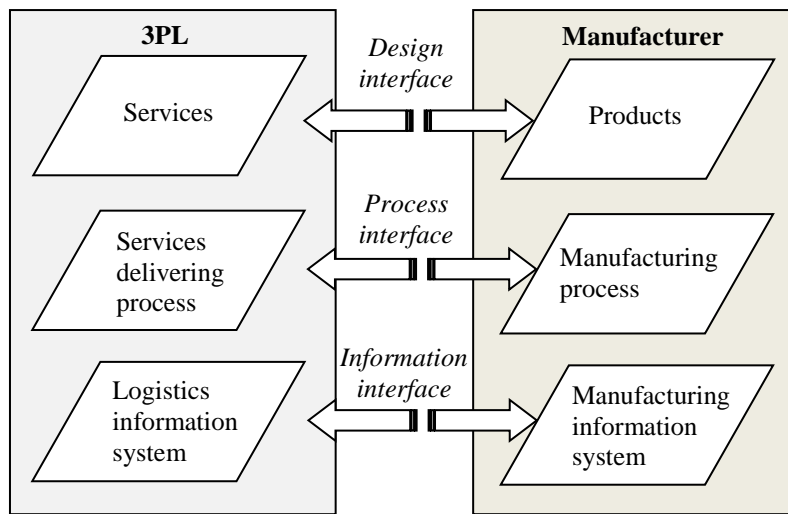 3PL
Design
interface
Manufacturer
Services
Products
Process
interface
Services
delivering
process
Manufacturing
process
Information
interface
Logistics
information
system
Manufacturing
information
system